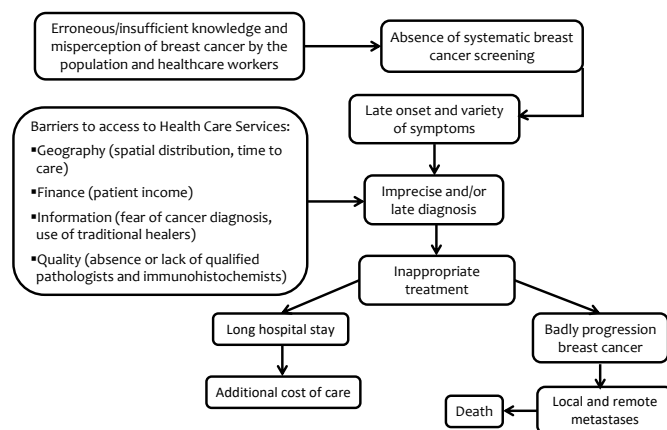 Erroneous/insufficient knowledge and
misperception of breast cancer by the
population and healthcare workers
Absence of systematic breast
cancer screening
Late onset and variety
of symptoms
Barriers to access to Health Care Services:
▪Geography (spatial distribution, time to
care)
▪Finance (patient income)
▪Information (fear of cancer diagnosis,
use of traditional healers)
▪Quality (absence or lack of qualified
pathologists and immunohistochemists)
Imprecise and/or
late diagnosis
Inappropriate
treatment
Long hospital stay
Badly progression
breast cancer
Additional cost of care
Local and remote
metastases
Death